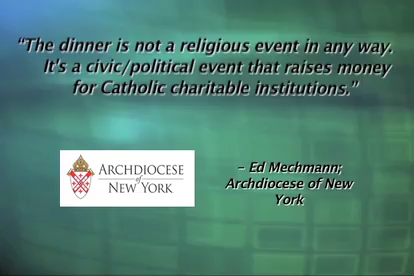 “The dinner is not a religious event in any way.
It's a civic/political event that raises money
for Catholic charitable institutions.”
ARCHDIOCESE
of
NEW YORK
– Ed Mechmann;
Archdiocese of New
York